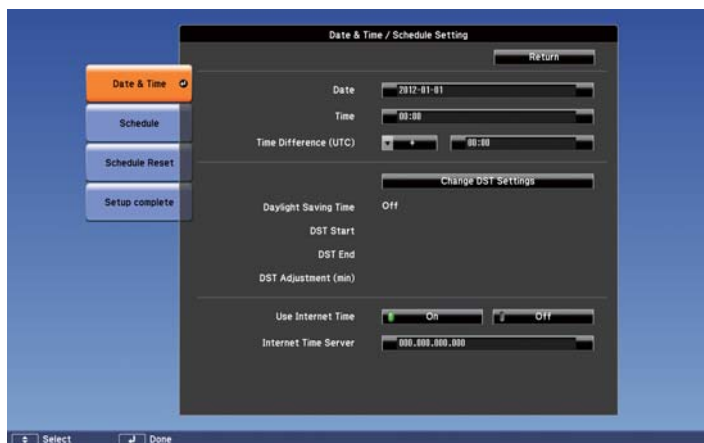 Date & Time / Schedule Setting
Return
Date & Time
Schedule
Schedule Reset
Setup complete
Date 2012-01-01
Time 00:00
Time Difference (UTC) + 00:00
Change DST Settings
Daylight Saving Time Off
DST Start
DST End
DST Adjustment (min)
Use Internet Time On Off
Internet Time Server 000.000.000.000
Select Done